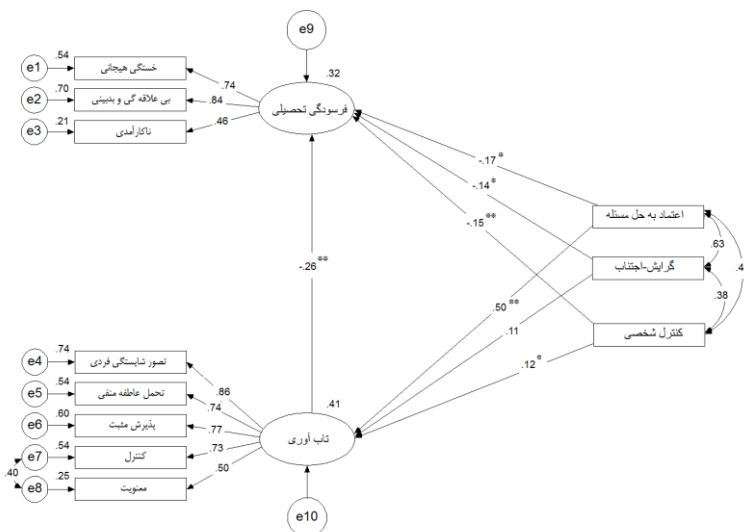 e9
.54
e1
خستگی هیجانی
.32
.74
.70
e2
بی علاقه گی و بدبینی
.84
فرسودگی تحصیلی
.21
e3
ناکارآمدی
.46
-.17*
-.14*
-.15**
اعتماد به حل مسئله
.63
گرایش-اجتناب
.38
کنترل شخصی
-.26**
.50**
.11
.12*
.74
e4
تصور شایستگی فردی
.86
.54
e5
تحمل عاطفه منفی
.74
.41
.60
e6
پذیرش مثبت
.77
تاب آوری
.54
e7
کنترل
.73
.40
.25
e8
معنویت
.50
e10